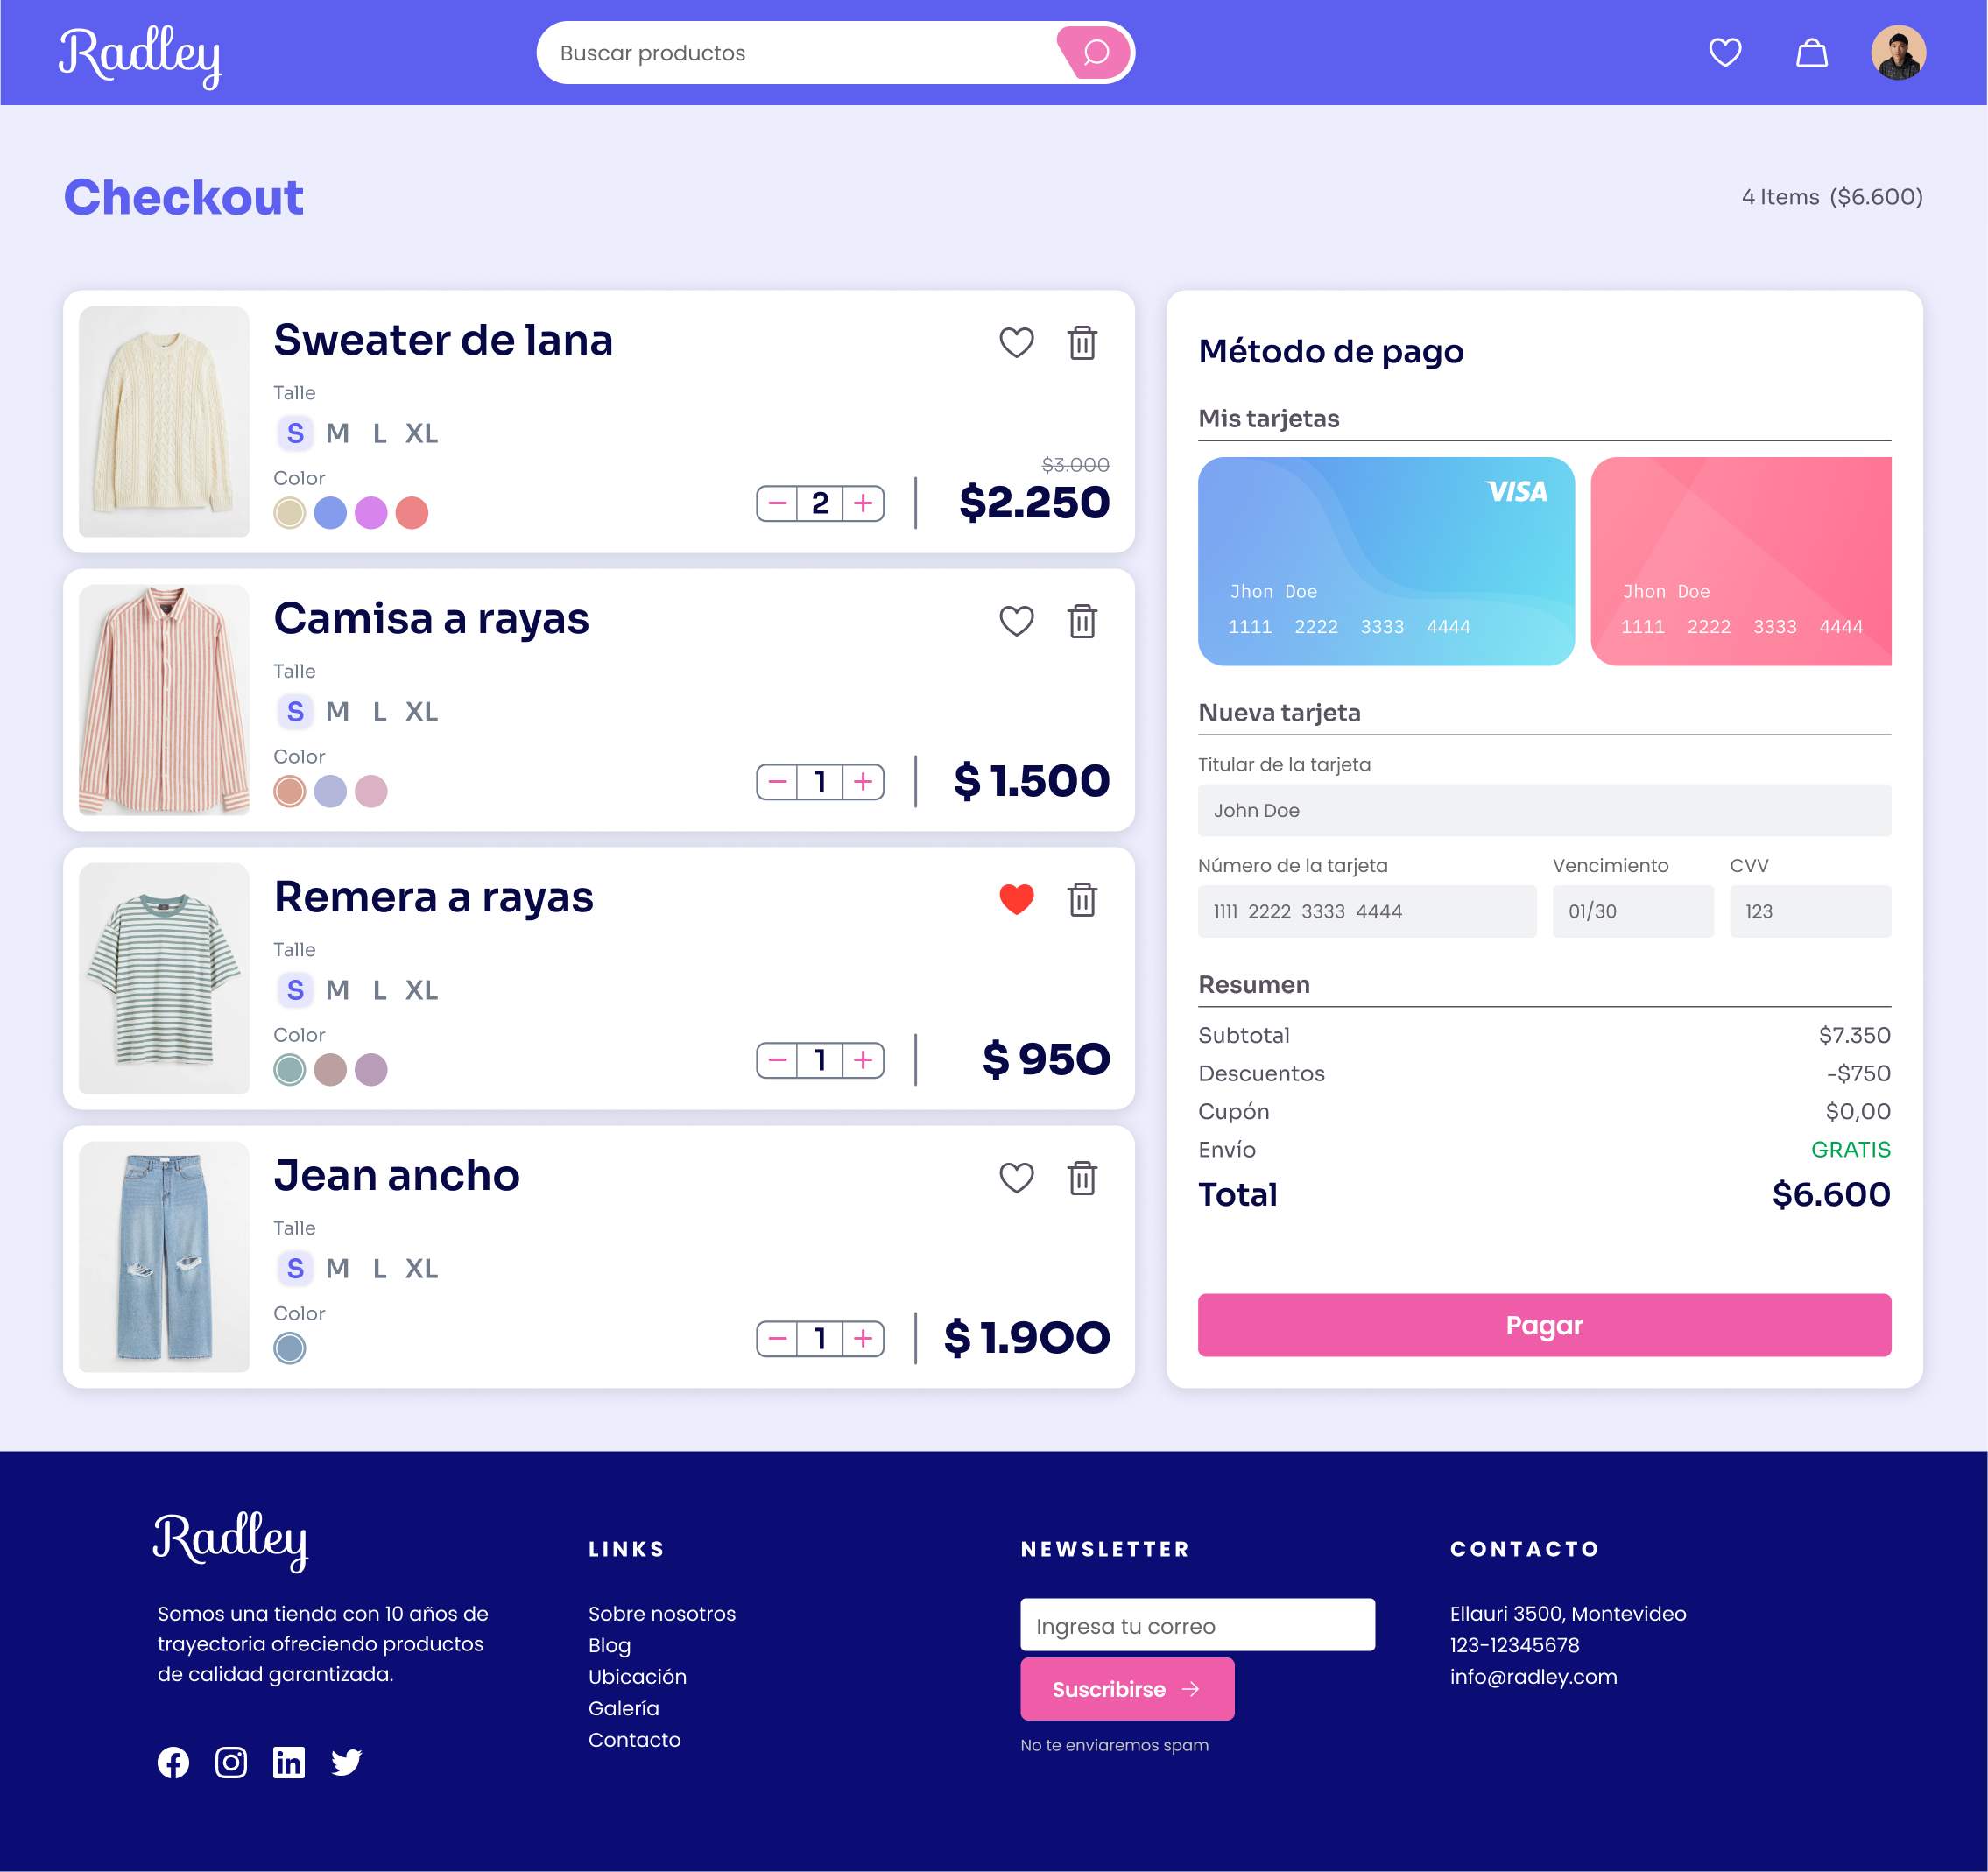 Radley
Buscar productos
Checkout
4 Items ($6.600)
Sweater de lana
Talle
S M L XL
Color
$3.000
2
$2.250
Camisa a rayas
Talle
S M L XL
Color
1
$ 1.500
Remera a rayas
Talle
S M L XL
Color
1
$ 950
Jean ancho
Talle
S M L XL
Color
1
$ 1.900
Método de pago
Mis tarjetas
VISA
Jhon Doe
1111 2222 3333 4444
Jhon Doe
1111 2222 3333 4444
Nueva tarjeta
Titular de la tarjeta
John Doe
Número de la tarjeta
1111 2222 3333 4444
Vencimiento
01/30
CVV
123
Resumen
Subtotal $7.350
Descuentos -$750
Cupón $0,00
Envío GRATIS
Total $6.600
Pagar
Radley
Somos una tienda con 10 años de
trayectoria ofreciendo productos
de calidad garantizada.
LINKS
Sobre nosotros
Blog
Ubicación
Galería
Contacto
NEWSLETTER
Ingresa tu correo
Suscribirse
No te enviaremos spam
CONTACTO
Ellauri 3500, Montevideo
123-12345678
info@radley.com